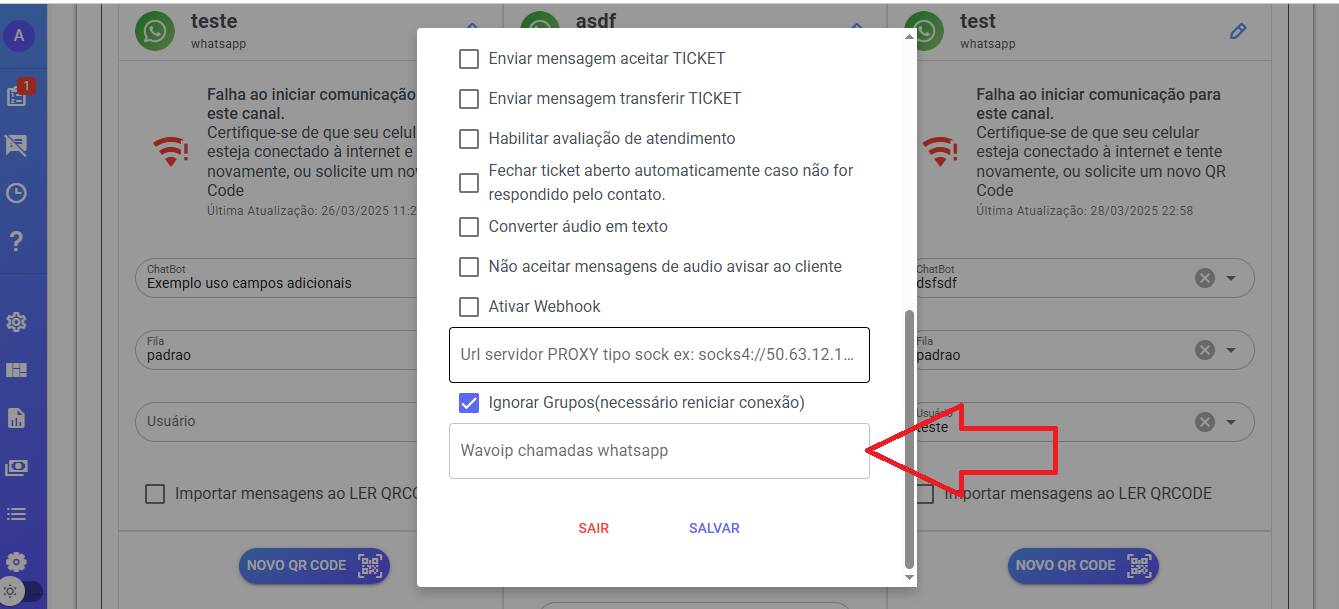 A
1
teste
whatsapp
Falha ao iniciar comunicação
este canal.
Certifique-se de que seu celul
esteja conectado à internet e
novamente, ou solicite um no
Code
Última Atualização: 26/03/2025 11:2
ChatBot
Exemplo uso campos adicionais
Fila
padrao
Usuário
Importar mensagens ao LER QRC
NOVO QR CODE
asdf
Enviar mensagem aceitar TICKET
Enviar mensagem transferir TICKET
Habilitar avaliação de atendimento
Fechar ticket aberto automaticamente caso não for
respondido pelo contato.
Converter áudio em texto
Não aceitar mensagens de audio avisar ao cliente
Ativar Webhook
Url servidor PROXY tipo sock ex: socks4://50.63.12.1...
Ignorar Grupos(necessário reniciar conexão)
Wavoip chamadas whatsapp
SAIR SALVAR
test
whatsapp
Falha ao iniciar comunicação para
este canal.
Certifique-se de que seu celular
esteja conectado à internet e tente
novamente, ou solicite um novo QR
Code
Última Atualização: 28/03/2025 22:58
ChatBot
dsfsdf
Fila
padrao
Usuário
teste
Importar mensagens ao LER QRCODE
NOVO QR CODE